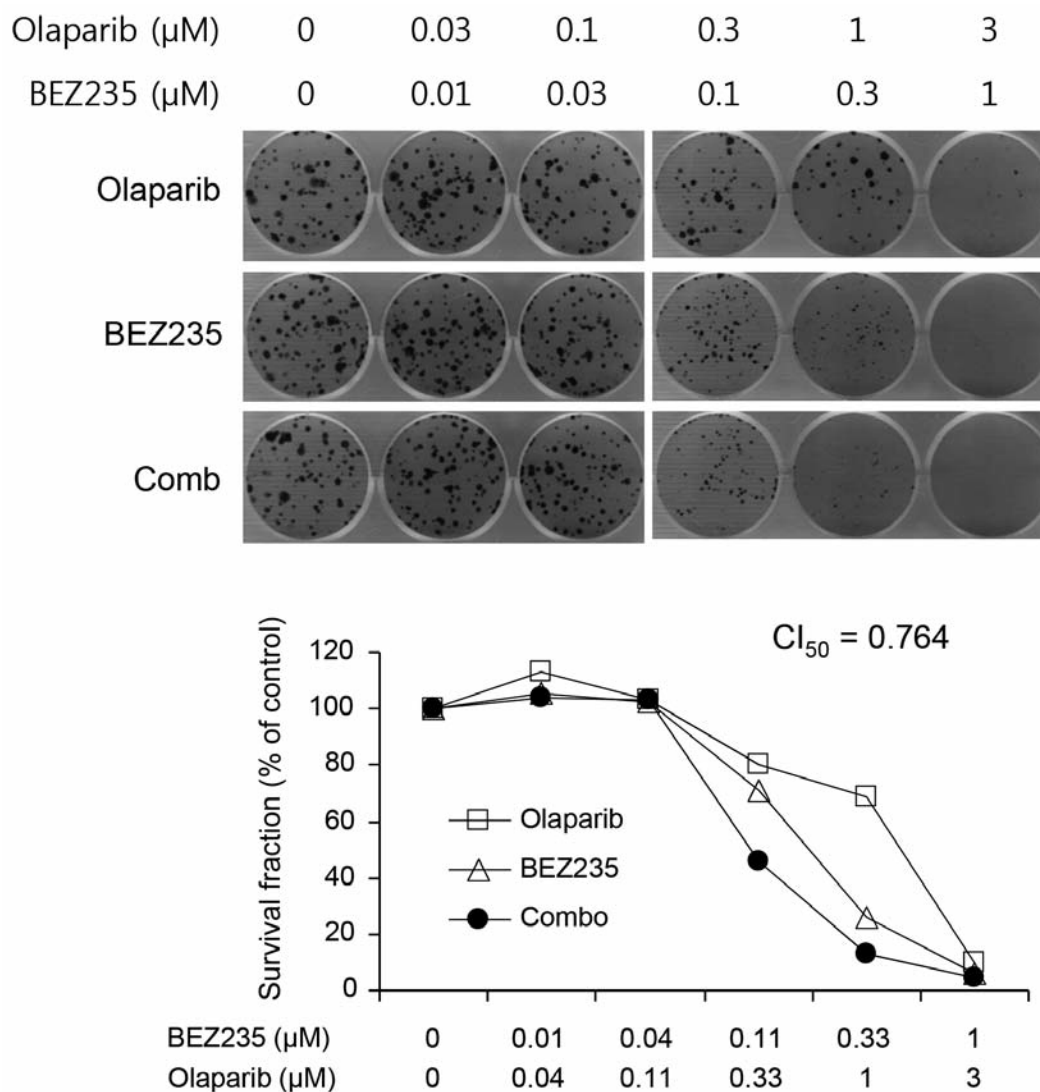 Olaparib (μM) 0 0.03 0.1 0.3 1 3
BEZ235 (μM) 0 0.01 0.03 0.1 0.3 1
Olaparib
BEZ235
Comb
CI50 = 0.764
Survival fraction (% of control)
120
100
80
60
40
20
0
Olaparib
BEZ235
Combo
BEZ235 (μM) 0 0.01 0.04 0.11 0.33 1
Olaparib (μM) 0 0.04 0.11 0.33 1 3